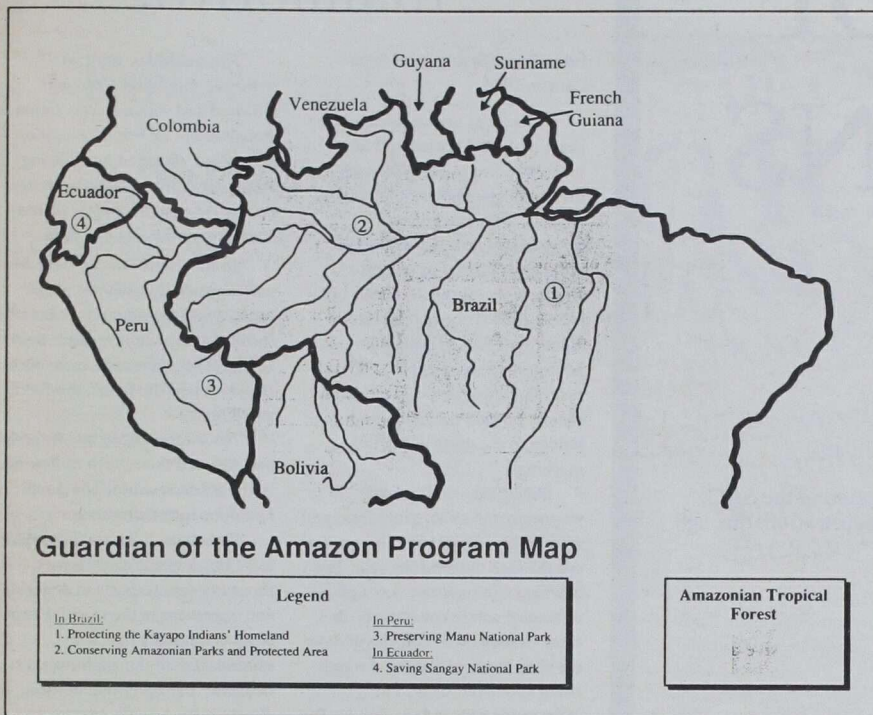 Guyana
Suriname
Venezuela
French
Guiana
Colombia
Ecuador
④
②
①
Brazil
Peru
③
Bolivia
Guardian of the Amazon Program Map
Legend
In Brazil:
1. Protecting the Kayapo Indians' Homeland
2. Conserving Amazonian Parks and Protected Area
In Peru:
3. Preserving Manu National Park
In Ecuador:
4. Saving Sangay National Park
Amazonian Tropical
Forest